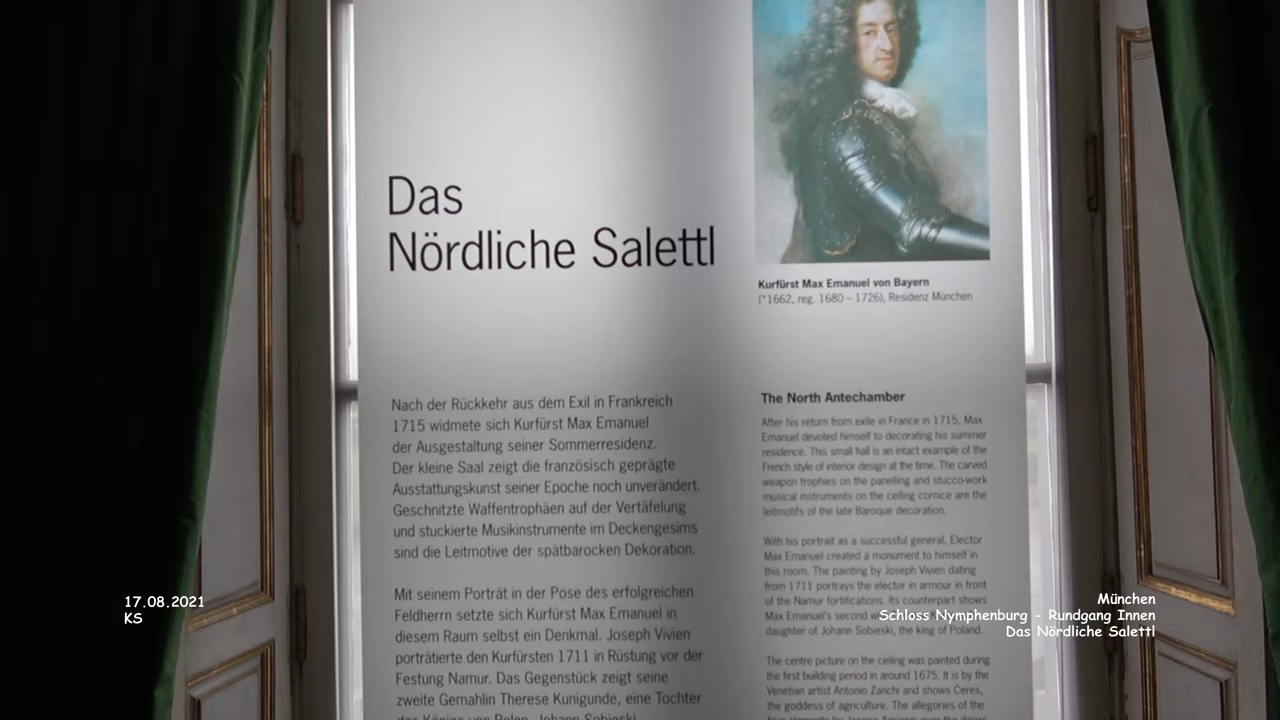 Das
Nördliche Salettl
Kurfürst Max Emanuel von Bayern
(*1662, reg. 1680 – 1726), Residenz München
Nach der Rückkehr aus dem Exil in Frankreich
1715 widmete sich Kurfürst Max Emanuel
der Ausgestaltung seiner Sommerresidenz.
Der kleine Saal zeigt die französisch geprägte
Ausstattungskunst seiner Epoche noch unverändert.
Geschnitzte Waffentrophäen auf der Vertäfelung
und stuckierte Musikinstrumente im Deckengesims
sind die Leitmotive der spätbarocken Dekoration.
Mit seinem Porträt in der Pose des erfolgreichen
Feldherrn setzte sich Kurfürst Max Emanuel in
diesem Raum selbst ein Denkmal. Joseph Vivien
porträtierte den Kurfürsten 1711 in Rüstung vor der
Festung Namur. Das Gegenstück zeigt seine
zweite Gemahlin Therese Kunigunde, eine Tochter
des Königs von Polen, Johann Sobieski.
The North Antechamber
After his return from exile in France in 1715, Max
Emanuel devoted himself to decorating his summer
residence. This small hall is an intact example of the
French style of interior design at the time. The carved
weapon trophies on the panelling and stucco-work
musical instruments on the ceiling cornice are the
leitmotifs of the late Baroque decoration.
With his portrait as a successful general, Elector
Max Emanuel created a monument to himself in
this room. The painting by Joseph Vivien dating
from 1711 portrays the elector in armour in front
of the Namur fortifications. Its counterpart shows
Max Emanuel's second
daughter of Johann Sobieski, the king of Poland.
The centre picture on the ceiling was painted during
the first building period in around 1675. It is by the
Venetian artist Antonio Zanchi and shows Ceres,
the goddess of agriculture. The allegories of the
17.08.2021
KS
München
Schloss Nymphenburg - Rundgang Innen
Das Nördliche Salettl